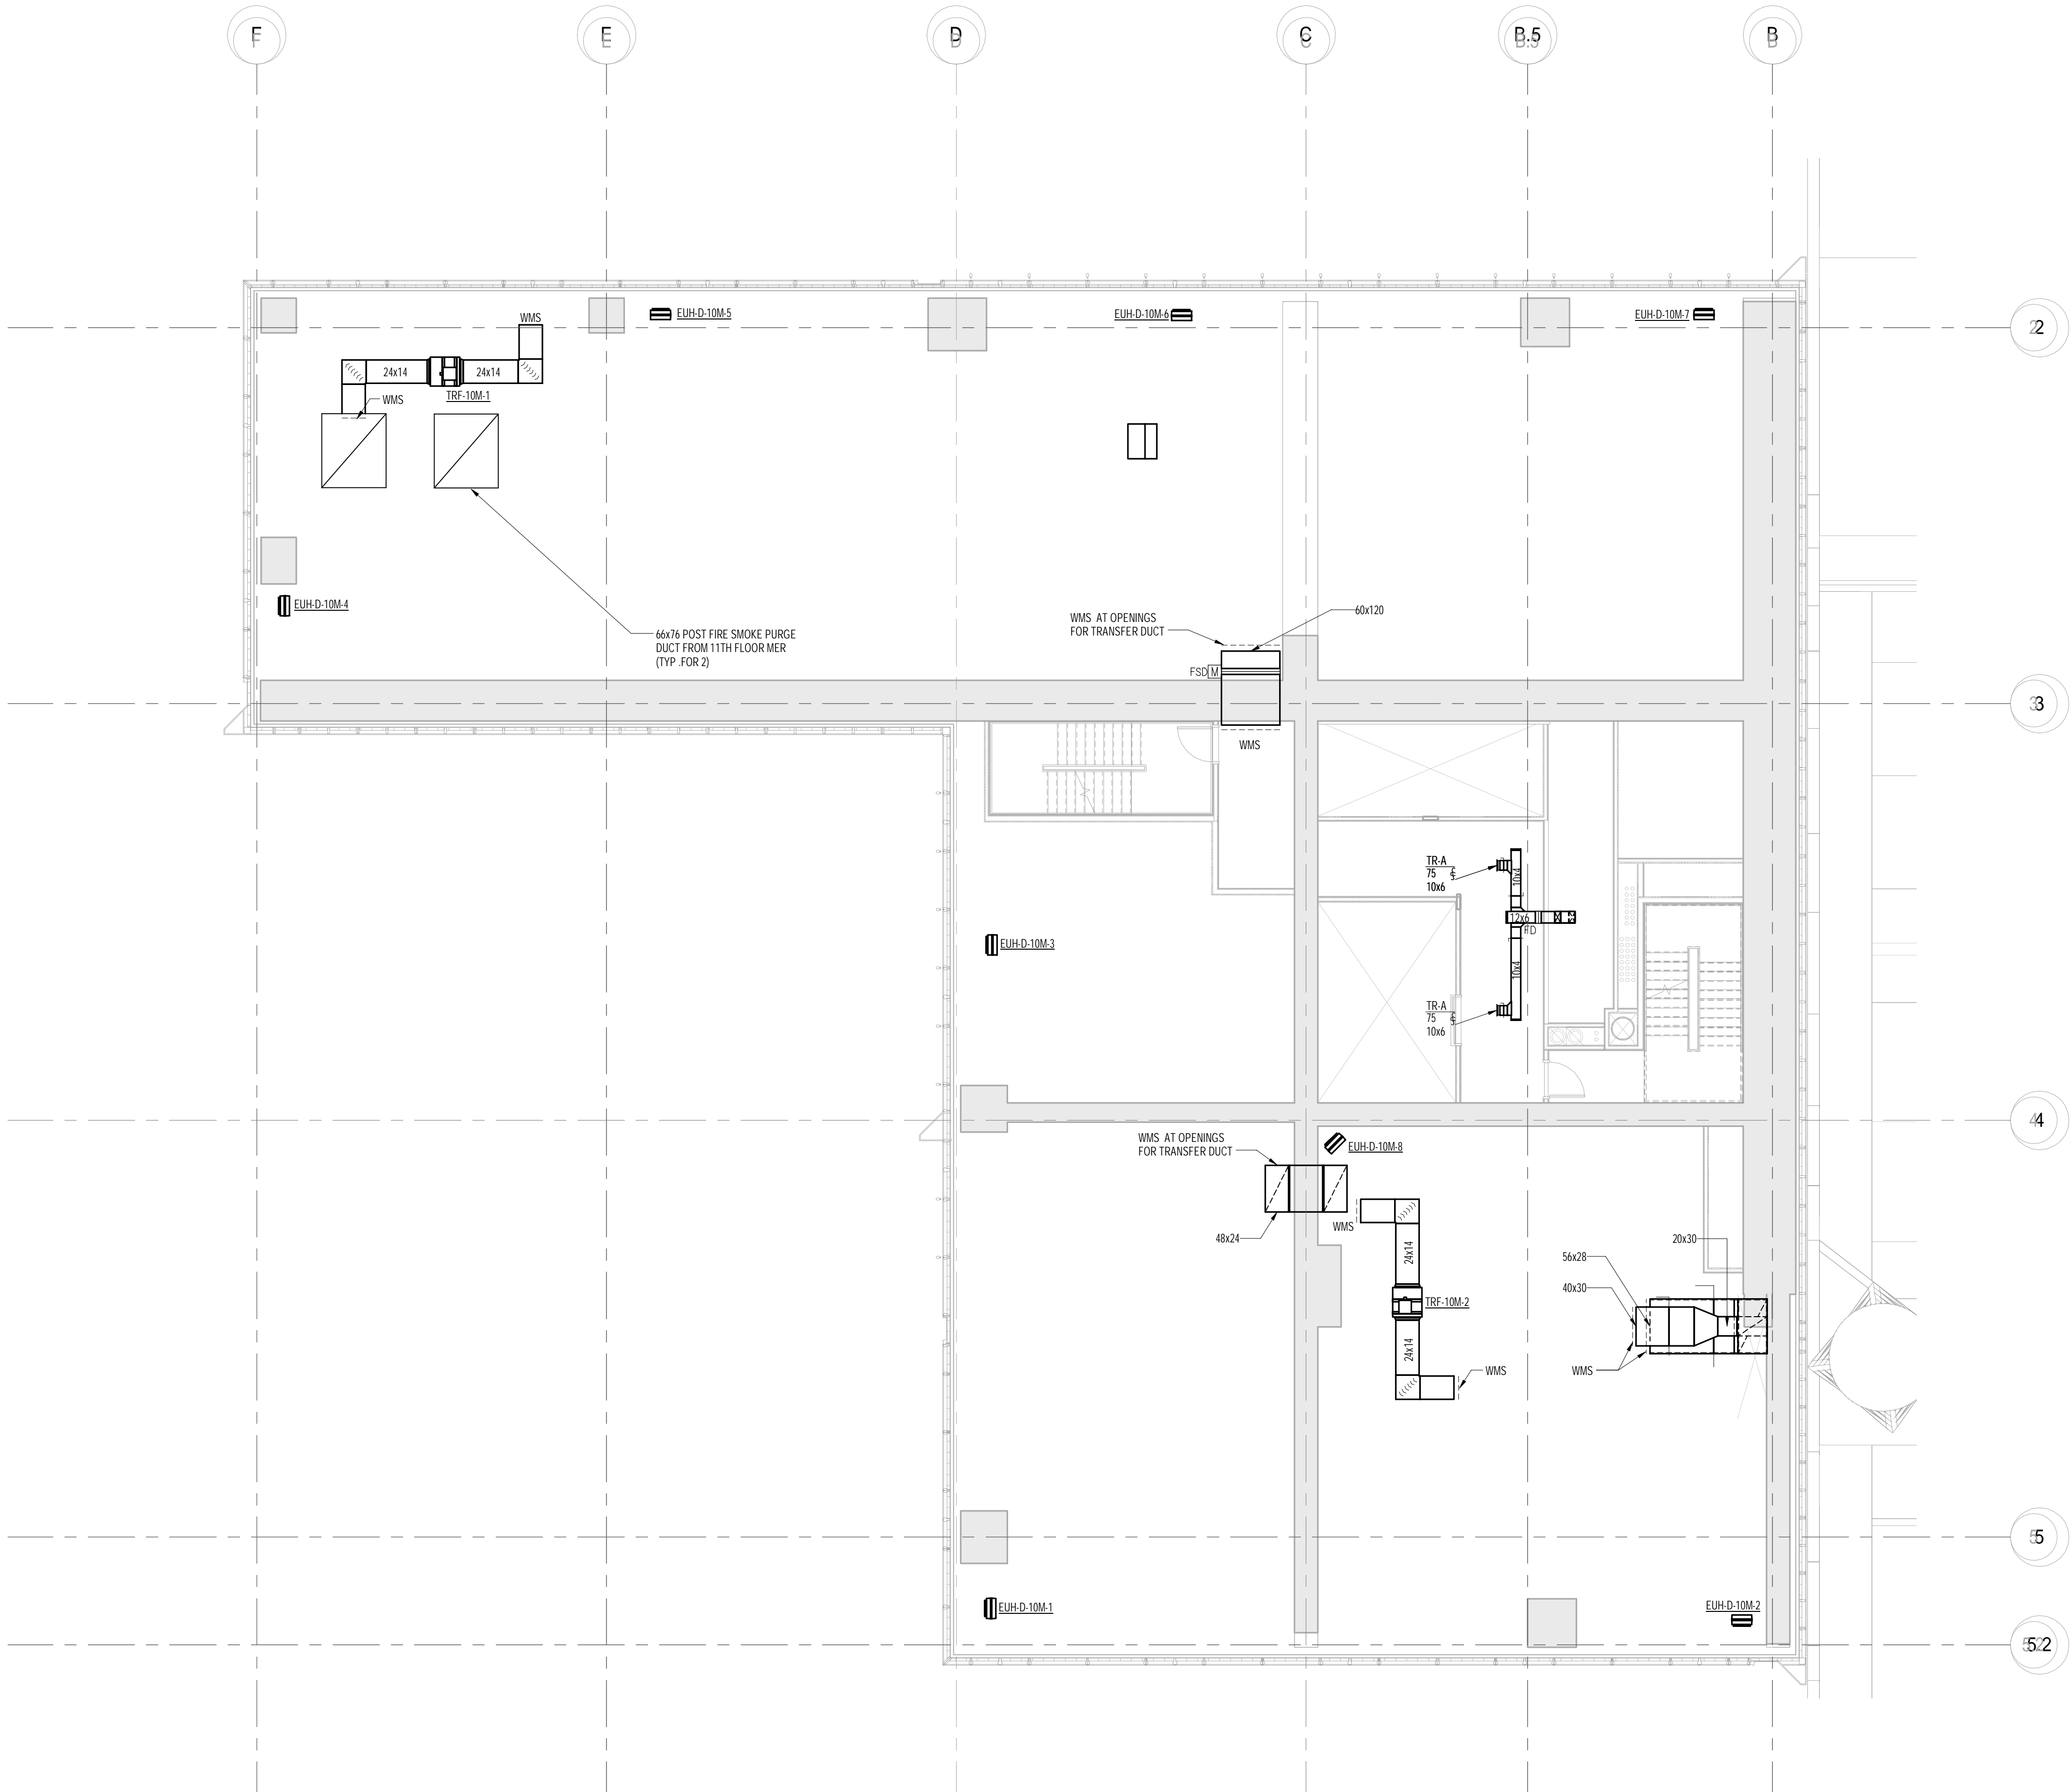 F
E
D
C
B.5
B
EUH-D-10M-5
EUH-D-10M-6
EUH-D-10M-7
WMS
2
24x14
24x14
TRF-10M-1
WMS
EUH-D-10M-4
66x76 POST FIRE SMOKE PURGE
DUCT FROM 11TH FLOOR MER
(TYP .FOR 2)
WMS AT OPENINGS
FOR TRANSFER DUCT
60x120
FSD M
3
WMS
TR-A
75
10x6
10x4
12x6
FD
EUH-D-10M-3
10x4
TR-A
75
10x6
4
WMS AT OPENINGS
FOR TRANSFER DUCT
EUH-D-10M-8
48x24
WMS
24x14
20x30
56x28
40x30
TRF-10M-2
24x14
WMS
WMS
5
EUH-D-10M-1
EUH-D-10M-2
5.2